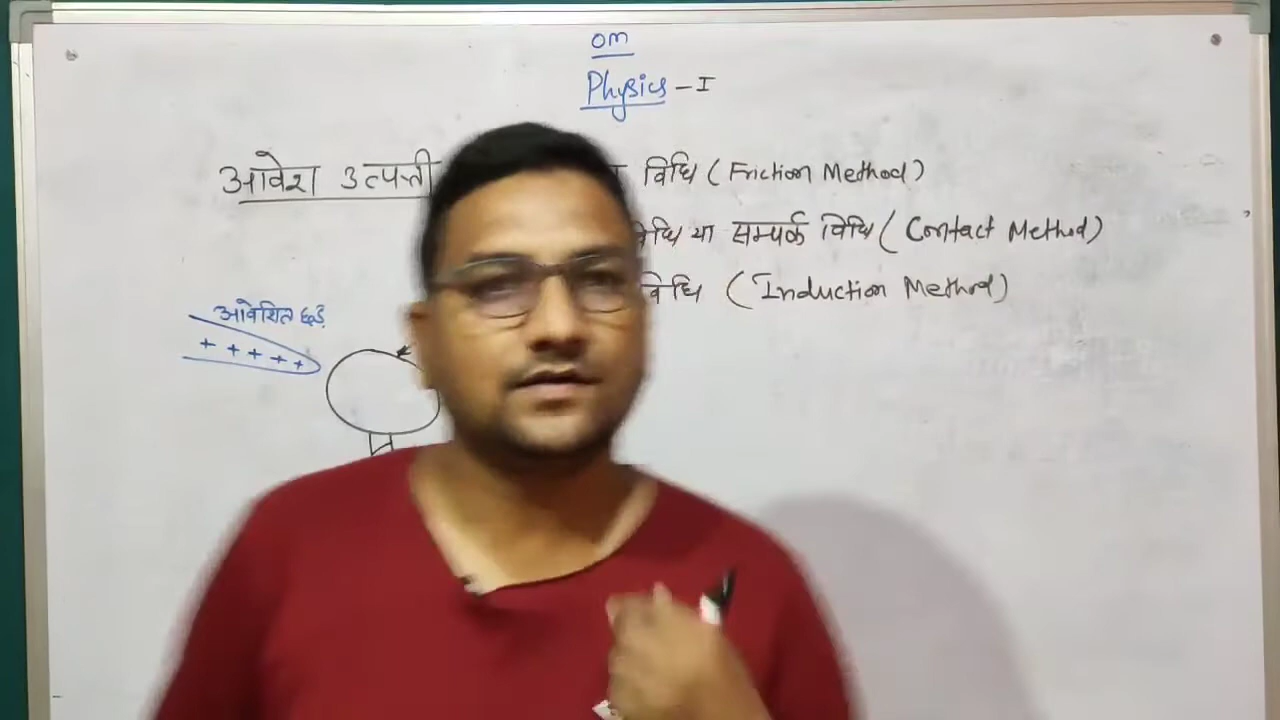 om
Physics - I
आवेश उत्पत्ती विधि (Friction Method)
विधि या सम्पर्क विधि (Contact Method)
विधि (Induction Method)
आवेशित छड़
+ + + + +